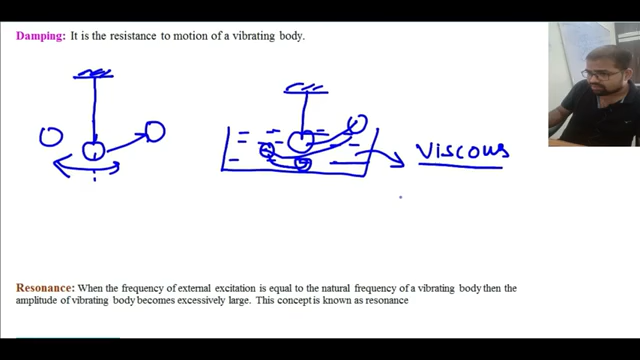 Damping: It is the resistance to motion of a vibrating body.
Viscous
Resonance: When the frequency of external excitation is equal to the natural frequency of a vibrating body then the
amplitude of vibrating body becomes excessively large. This concept is known as resonance